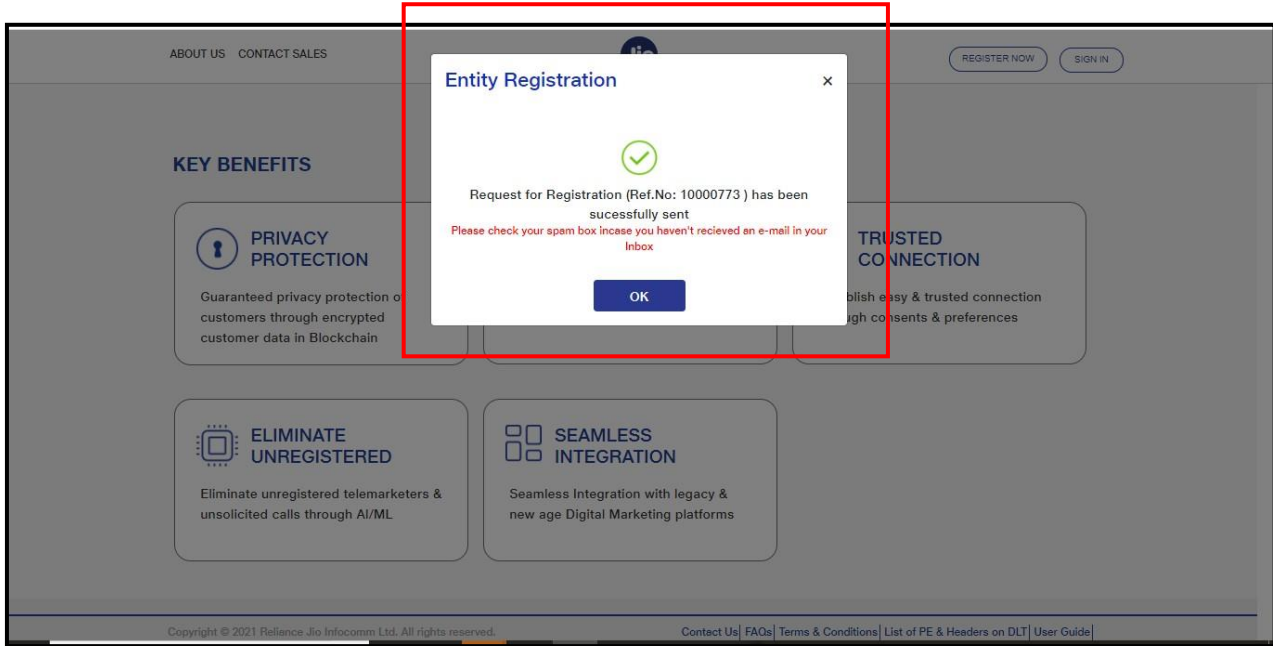 ABOUT US CONTACT SALES
Jio
REGISTER NOW SIGN IN
Entity Registration ×
Request for Registration (Ref.No: 10000773 ) has been
sucessfully sent
Please check your spam box incase you haven't recieved an e-mail in your
Inbox
OK
KEY BENEFITS
PRIVACY
PROTECTION
Guaranteed privacy protection o
customers through encrypted
customer data in Blockchain
TRUSTED
CONNECTION
blish easy & trusted connection
ugh consents & preferences
ELIMINATE
UNREGISTERED
Eliminate unregistered telemarketers &
unsolicited calls through AI/ML
SEAMLESS
INTEGRATION
Seamless Integration with legacy &
new age Digital Marketing platforms
Copyright © 2021 Reliance Jio Infocomm Ltd. All rights reserved.
Contact Us| FAQs| Terms & Conditions| List of PE & Headers on DLT| User Guide|